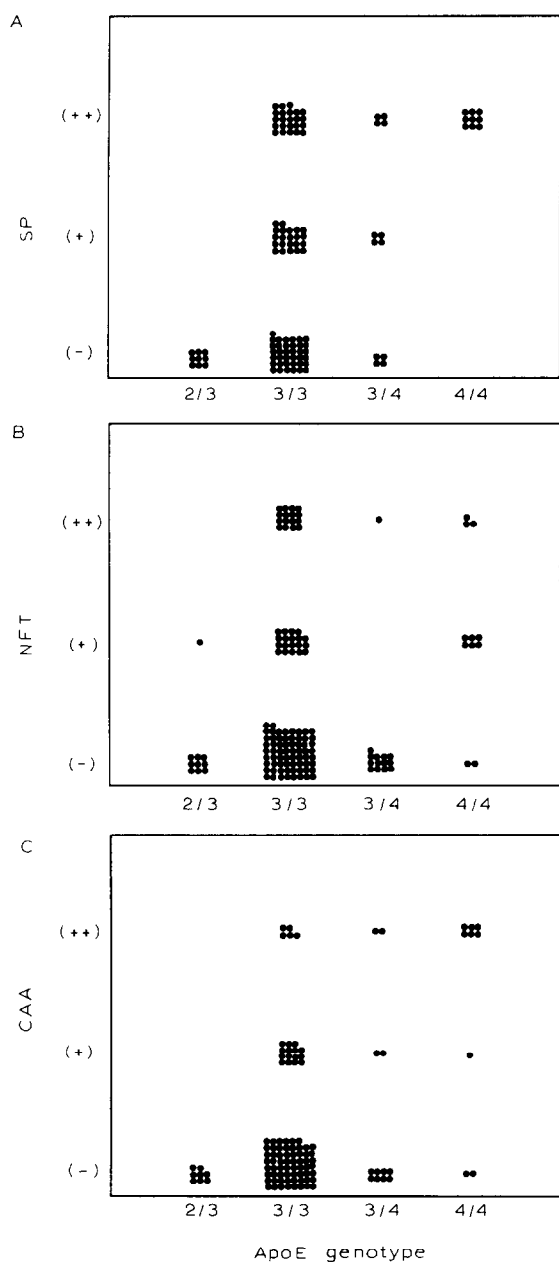 A
(++)
SP
(+)
(-)
2/3 3/3 3/4 4/4
B
(++)
NFT
(+)
(-)
2/3 3/3 3/4 4/4
C
(++)
CAA
(+)
(-)
2/3 3/3 3/4 4/4
ApoE genotype